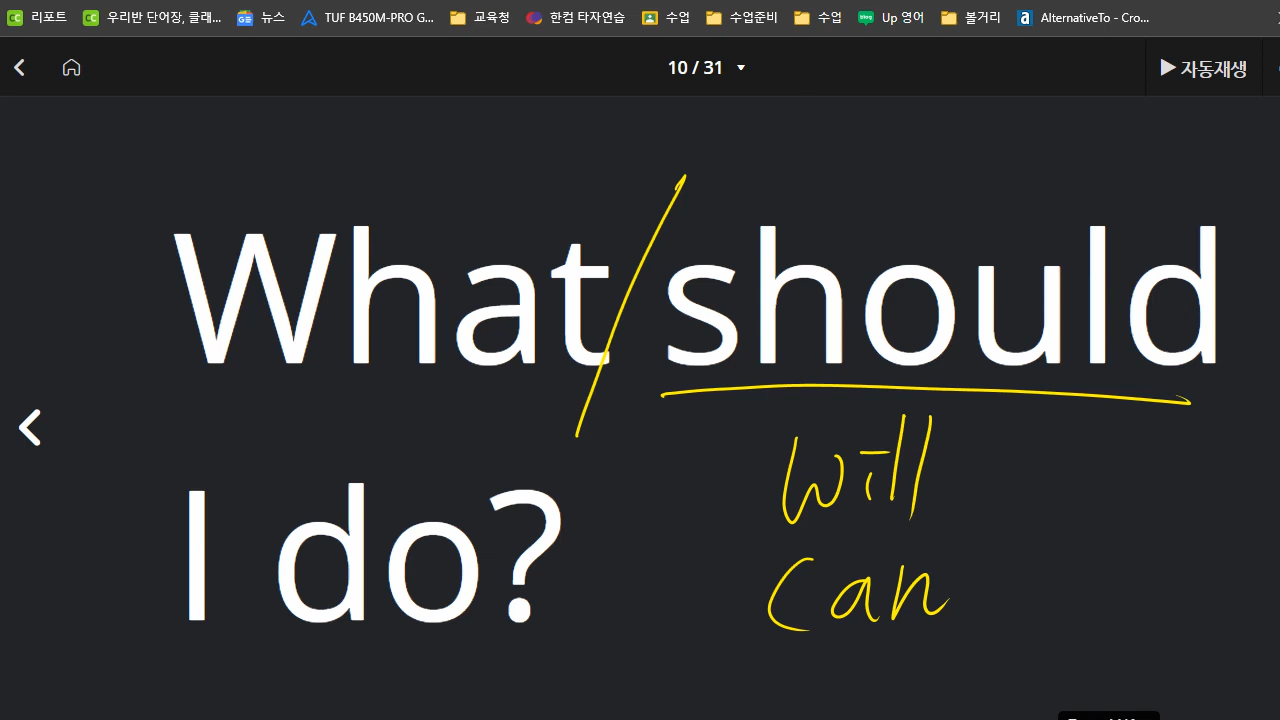 리포트 우리반 단어장, 클래... 뉴스 TUF B450M-PRO G... 교육청 한컴 타자연습 수업 수업준비 수업 Up 영어 볼거리 AlternativeTo - Cro...
10 / 31 자동재생
What should
will
I do?
can